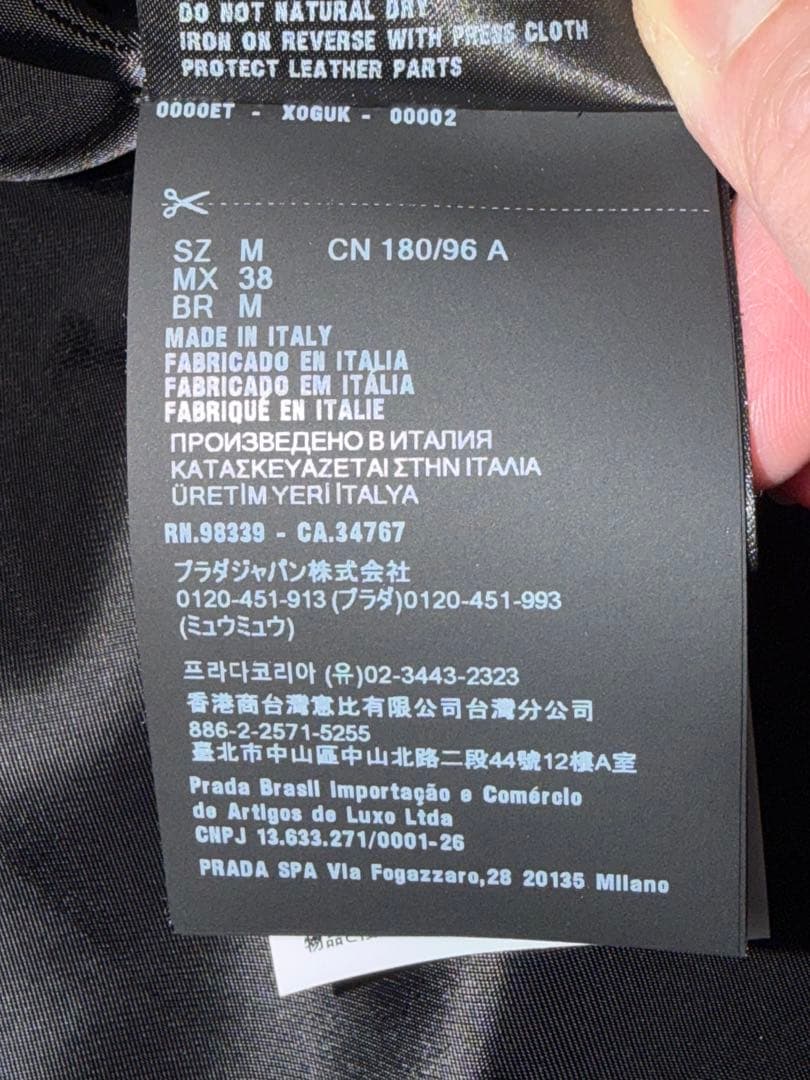 DO NOT NATURAL DRY
IRON ON REVERSE WITH PRESS CLOTH
PROTECT LEATHER PARTS
0000ET - XOGUK - 00002
SZ M CN 180/96 A
MX 38
BR M
MADE IN ITALY
FABRICADO EN ITALIA
FABRICADO EM ITÁLIA
FABRIQUÉ EN ITALIE
ПРОИЗВЕДЕНО В ИТАЛИЯ
ΚΑΤΑΣΚΕΥΑΖΕΤΑΙ ΣΤΗΝ ΙΤΑΛΙΑ
ÜRETİM YERİ İTALYA
RN.98339 - CA.34767
プラダジャパン株式会社
0120-451-913 (プラダ)0120-451-993
(ミュウミュウ)
프라다코리아 (유)02-3443-2323
香港商台灣意比有限公司台灣分公司
886-2-2571-5255
臺北市中山區中山北路二段44號12樓A室
Prada Brasil Importação e Comércio
de Artigos de Luxo Ltda
CNPJ 13.633.271/0001-26
PRADA SPA Via Fogazzaro,28 20135 Milano